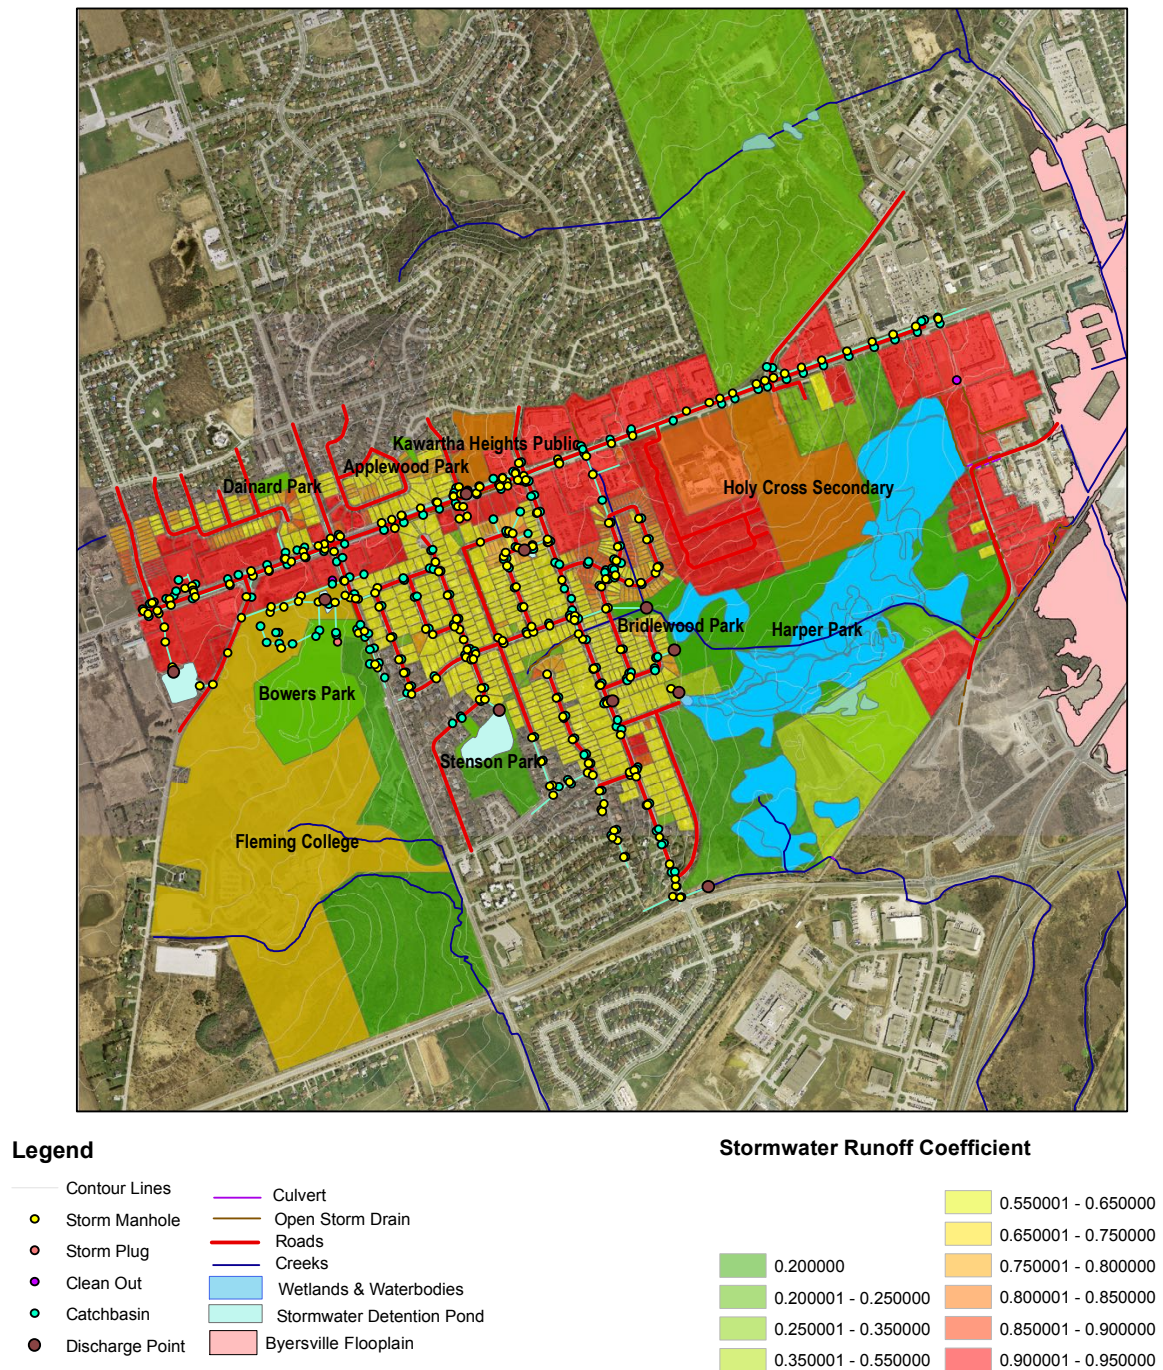 Kawartha Heights Public
Applewood Park
Dainard Park
Holy Cross Secondary
Bridlewood Park
Harper Park
Bowers Park
Stenson Park
Fleming College
Legend
Contour Lines
Storm Manhole
Storm Plug
Clean Out
Catchbasin
Discharge Point
Culvert
Open Storm Drain
Roads
Creeks
Wetlands & Waterbodies
Stormwater Detention Pond
Byersville Flooplain
Stormwater Runoff Coefficient
0.200000
0.200001 - 0.250000
0.250001 - 0.350000
0.350001 - 0.550000
0.550001 - 0.650000
0.650001 - 0.750000
0.750001 - 0.800000
0.800001 - 0.850000
0.850001 - 0.900000
0.900001 - 0.950000